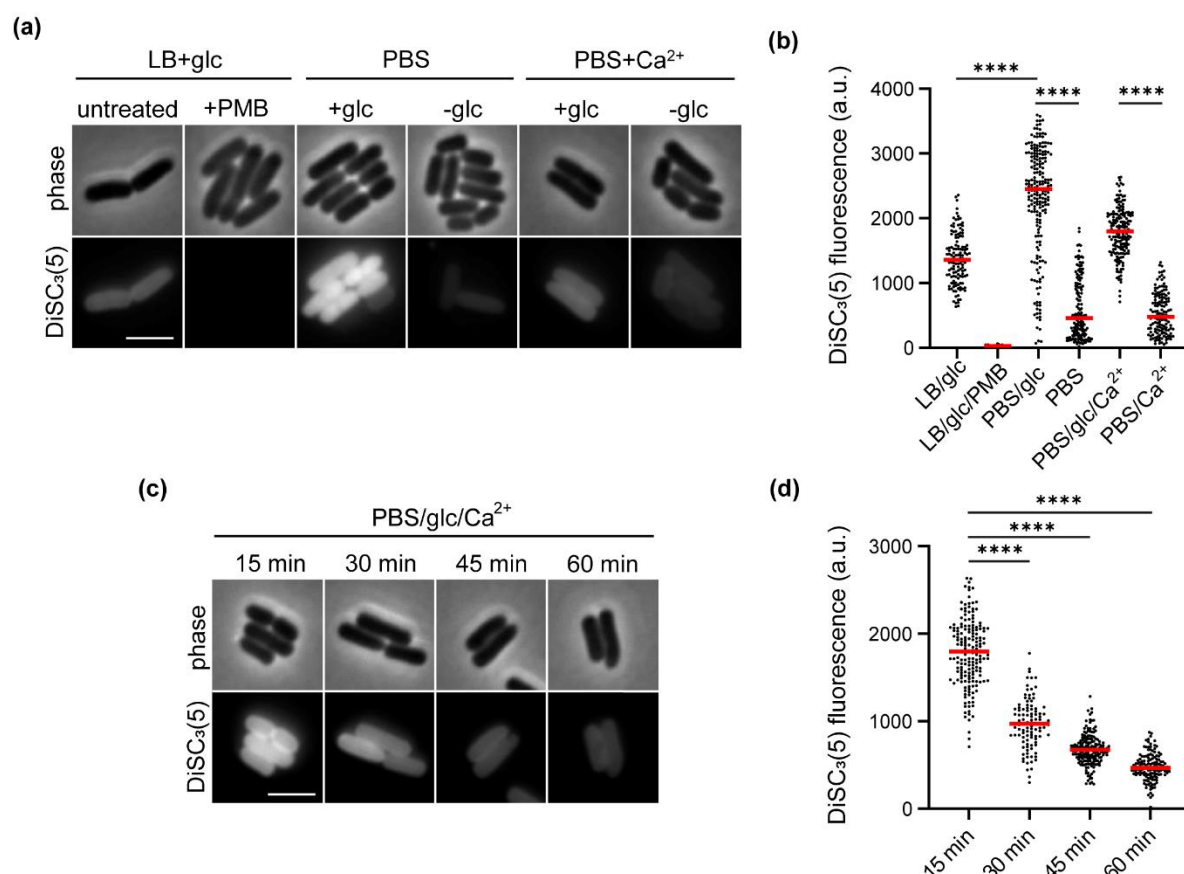 (a)
LB+glc PBS PBS+Ca²⁺
untreated +PMB +glc -glc +glc -glc
phase
DiSC₃(5)
(b)
**** **** ****
DiSC₃(5) fluorescence (a.u.)
4000
3000
2000
1000
0
LB/glc
LB/glc/PMB
PBS/glc
PBS
PBS/glc/Ca²⁺
PBS/Ca²⁺
(c)
PBS/glc/Ca²⁺
15 min 30 min 45 min 60 min
phase
DiSC₃(5)
(d)
****
****
****
DiSC₃(5) fluorescence (a.u.)
3000
2000
1000
0
15 min
30 min
45 min
60 min